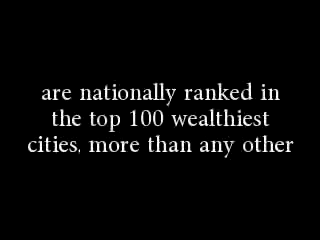 are nationally ranked in
the top 100 wealthiest
cities, more than any other